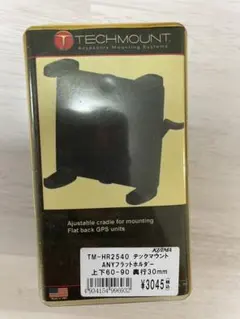 TECHMOUNT
Accessory Mounting Systems
Ajustable cradle for mounting
Flat back GPS units
KIJIMA
TM-HR2540 テックマウント
ANYフラットホルダー
上下60-90 奥行30mm
¥3045